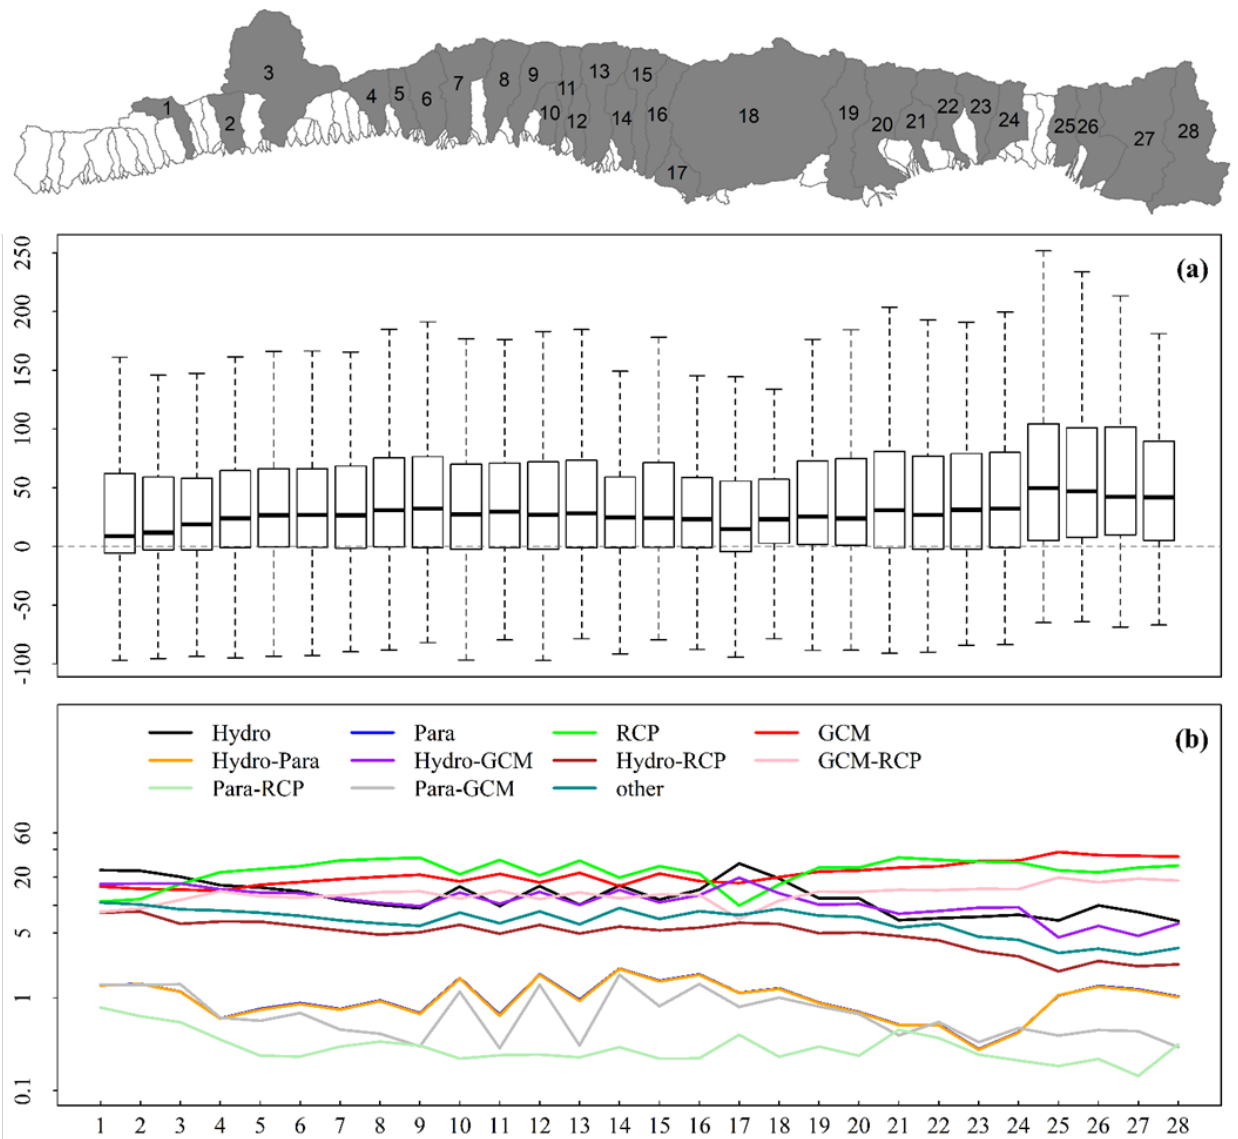 1 2 3 4 5 6 7 8 9 10 11 12 13 14 15 16 17 18 19 20 21 22 23 24 25 26 27 28
(a)
250
200
150
100
50
0
-50
-100
(b)
Hydro Para RCP GCM
Hydro-Para Hydro-GCM Hydro-RCP GCM-RCP
Para-RCP Para-GCM other
60
20
5
1
0.1
1 2 3 4 5 6 7 8 9 10 11 12 13 14 15 16 17 18 19 20 21 22 23 24 25 26 27 28